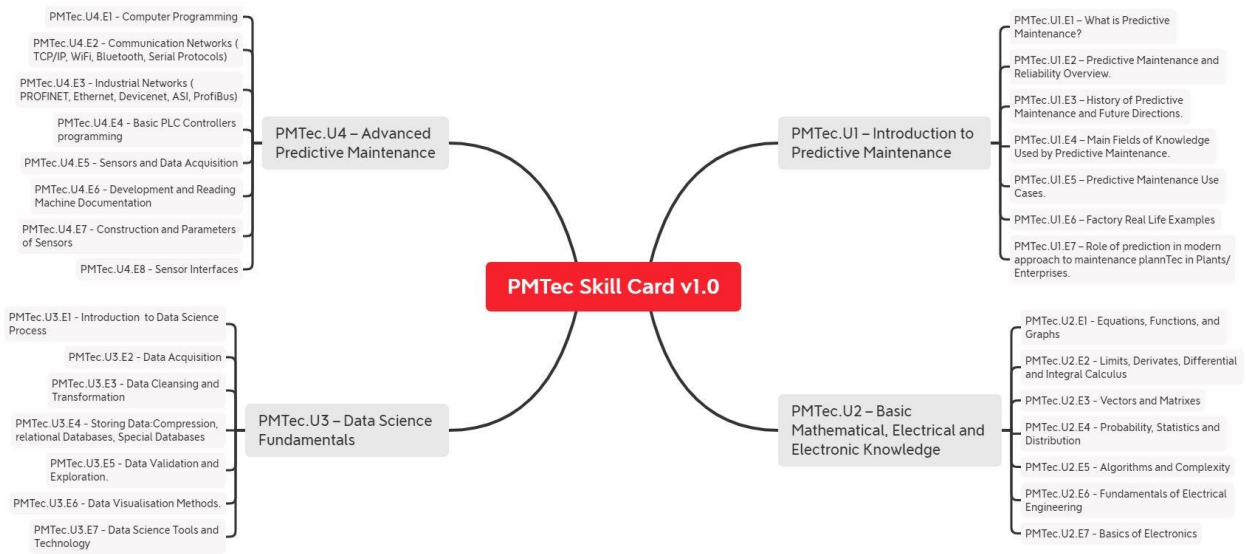 PMTec Skill Card v1.0
PMTec.U1 – Introduction to
Predictive Maintenance
PMTec.U1.E1 – What is Predictive
Maintenance?
PMTec.U1.E2 – Predictive Maintenance and
Reliability Overview.
PMTec.U1.E3 – History of Predictive
Maintenance and Future Directions.
PMTec.U1.E4 – Main Fields of Knowledge
Used by Predictive Maintenance.
PMTec.U1.E5 – Predictive Maintenance Use
Cases.
PMTec.U1.E6 – Factory Real Life Examples
PMTec.U1.E7 – Role of prediction in modern
approach to maintenance plannTec in Plants/
Enterprises.
PMTec.U2 – Basic
Mathematical, Electrical and
Electronic Knowledge
PMTec.U2.E1 - Equations, Functions, and
Graphs
PMTec.U2.E2 - Limits, Derivates, Differential
and Integral Calculus
PMTec.U2.E3 - Vectors and Matrixes
PMTec.U2.E4 - Probability, Statistics and
Distribution
PMTec.U2.E5 - Algorithms and Complexity
PMTec.U2.E6 - Fundamentals of Electrical
Engineering
PMTec.U2.E7 - Basics of Electronics
PMTec.U3 – Data Science
Fundamentals
PMTec.U3.E1 - Introduction to Data Science
Process
PMTec.U3.E2 - Data Acquisition
PMTec.U3.E3 - Data Cleansing and
Transformation
PMTec.U3.E4 - Storing Data:Compression,
relational Databases, Special Databases
PMTec.U3.E5 - Data Validation and
Exploration.
PMTec.U3.E6 - Data Visualisation Methods.
PMTec.U3.E7 - Data Science Tools and
Technology
PMTec.U4 – Advanced
Predictive Maintenance
PMTec.U4.E1 - Computer Programming
PMTec.U4.E2 - Communication Networks (
TCP/IP, WiFi, Bluetooth, Serial Protocols)
PMTec.U4.E3 - Industrial Networks (
PROFINET, Ethernet, Devicenet, ASI, ProfiBus)
PMTec.U4.E4 - Basic PLC Controllers
programming
PMTec.U4.E5 - Sensors and Data Acquisition
PMTec.U4.E6 - Development and Reading
Machine Documentation
PMTec.U4.E7 - Construction and Parameters
of Sensors
PMTec.U4.E8 - Sensor Interfaces